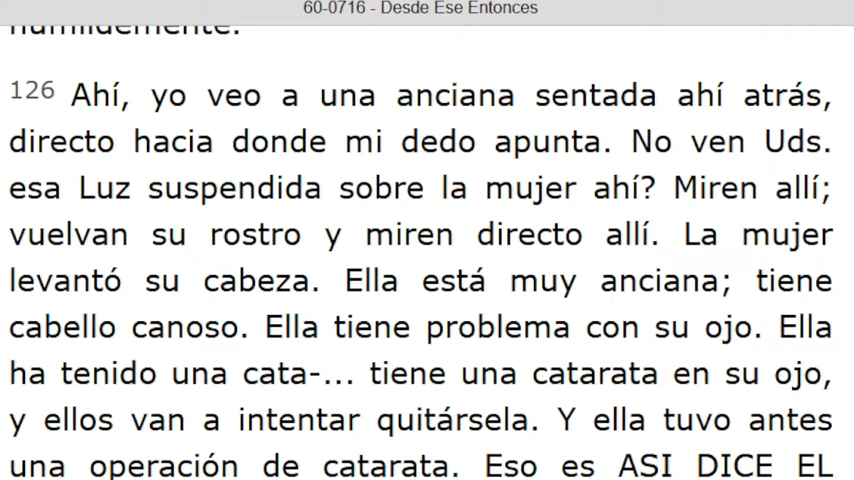 60-0716 - Desde Ese Entonces
humildemente.
126 Ahí, yo veo a una anciana sentada ahí atrás,
directo hacia donde mi dedo apunta. No ven Uds.
esa Luz suspendida sobre la mujer ahí? Miren allí;
vuelvan su rostro y miren directo allí. La mujer
levantó su cabeza. Ella está muy anciana; tiene
cabello canoso. Ella tiene problema con su ojo. Ella
ha tenido una cata-... tiene una catarata en su ojo,
y ellos van a intentar quitársela. Y ella tuvo antes
una operación de catarata. Eso es ASI DICE EL